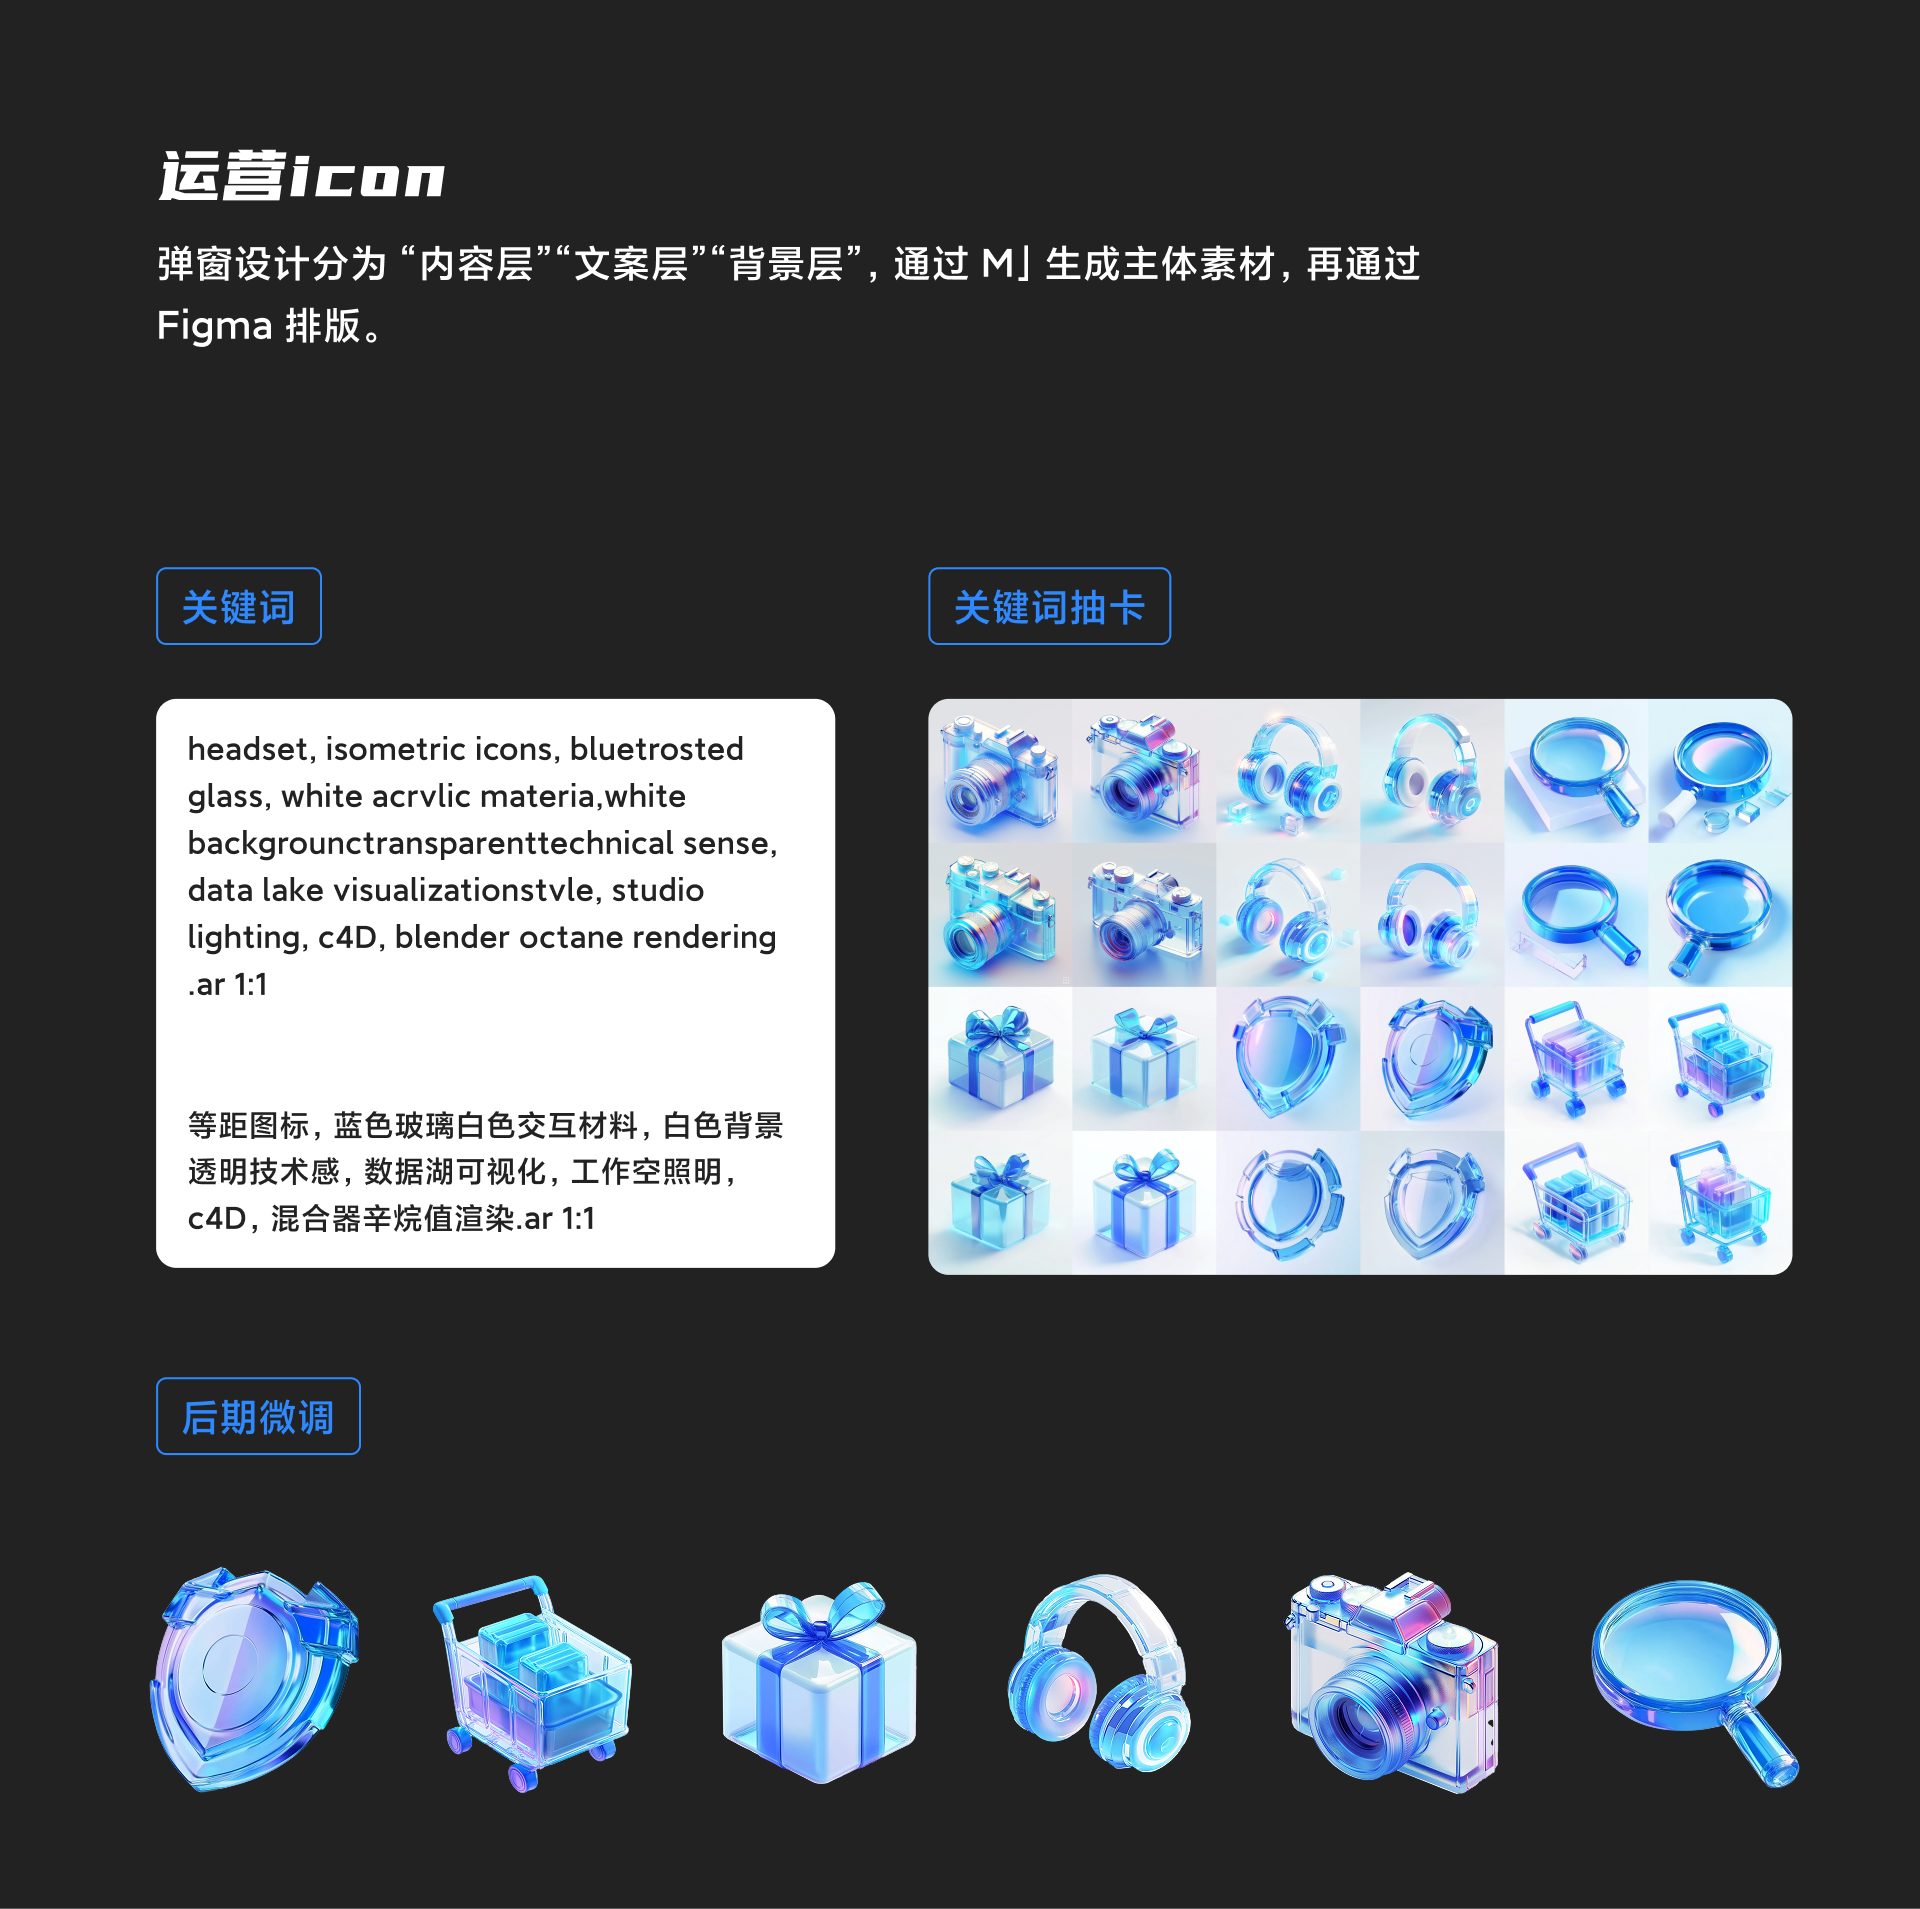 运营icon
弹窗设计分为 “内容层”“文案层”“背景层”，通过 MJ 生成主体素材，再通过
Figma 排版。
关键词
关键词抽卡
headset, isometric icons, bluetrosted
glass, white acrvlic materia,white
backgrounctransparenttechnical sense,
data lake visualizationstvle, studio
lighting, c4D, blender octane rendering
.ar 1:1
等距图标，蓝色玻璃白色交互材料，白色背景
透明技术感，数据湖可视化，工作空照明，
c4D，混合器辛烷值渲染.ar 1:1
后期微调